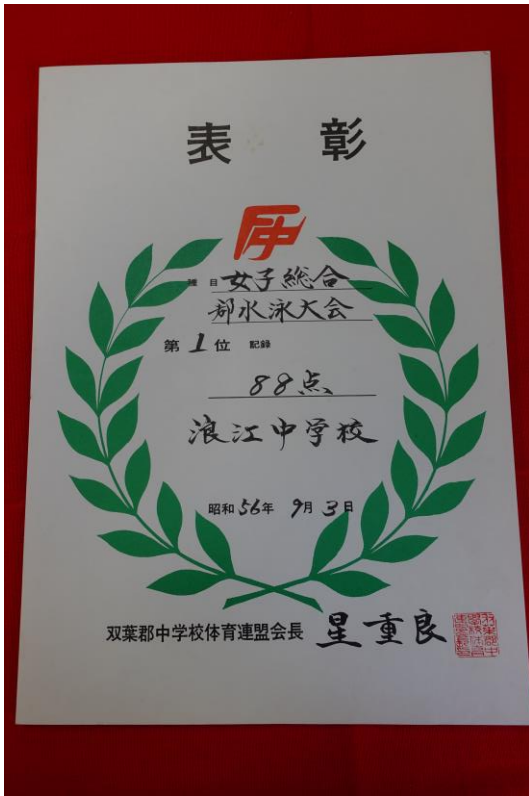 表彰
種目 女子総合
郡水泳大会
第1位 記録
88点
浪江中学校
昭和56年 9月3日
双葉郡中学校体育連盟会長 星重良